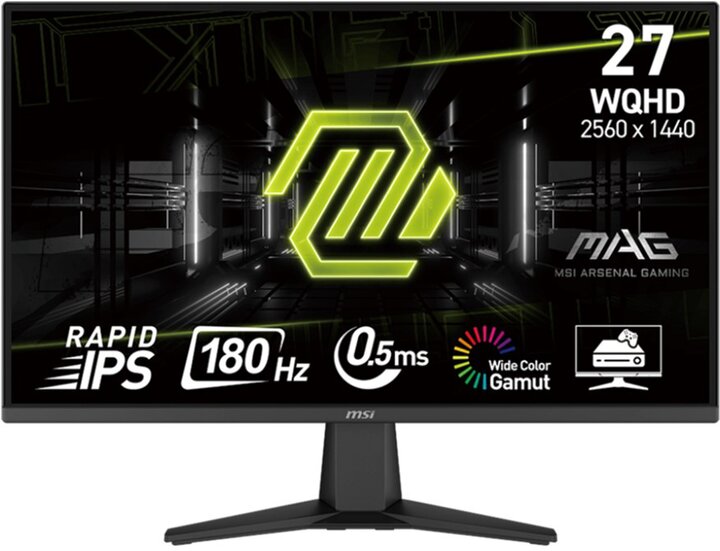 27
WQHD
2560 x 1440
MAG
MSI ARSENAL GAMING
RAPID
IPS
180 Hz
0.5ms
Wide Color
Gamut
msi